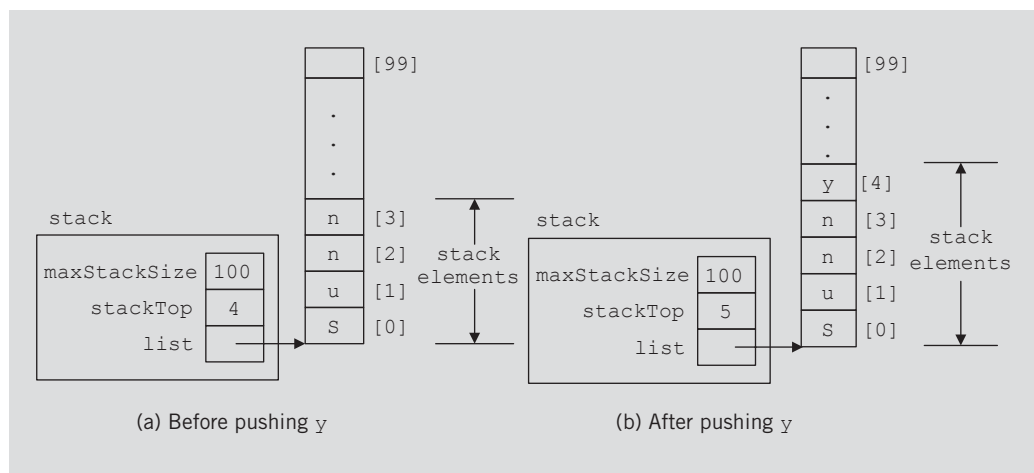 [99]
.
.
.
stack
n [3]
n [2]
u [1]
S [0]
stack
elements
maxStackSize 100
stackTop 4
list
(a) Before pushing y
[99]
.
.
.
y [4]
n [3]
n [2]
u [1]
S [0]
stack
elements
stack
maxStackSize 100
stackTop 5
list
(b) After pushing y